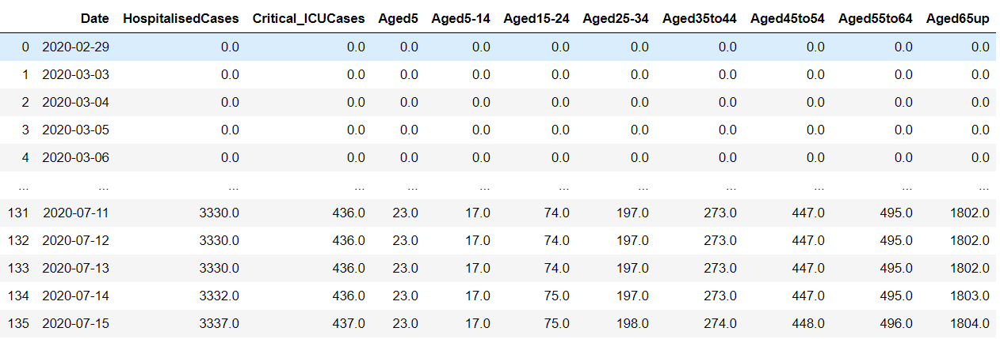 Date HospitalisedCases Critical_ICUCases Aged5 Aged5-14 Aged15-24 Aged25-34 Aged35to44 Aged45to54 Aged55to64 Aged65up
0 2020-02-29 0.0 0.0 0.0 0.0 0.0 0.0 0.0 0.0 0.0 0.0
1 2020-03-03 0.0 0.0 0.0 0.0 0.0 0.0 0.0 0.0 0.0 0.0
2 2020-03-04 0.0 0.0 0.0 0.0 0.0 0.0 0.0 0.0 0.0 0.0
3 2020-03-05 0.0 0.0 0.0 0.0 0.0 0.0 0.0 0.0 0.0 0.0
4 2020-03-06 0.0 0.0 0.0 0.0 0.0 0.0 0.0 0.0 0.0 0.0
... ... ... ... ... ... ... ... ... ... ... ...
131 2020-07-11 3330.0 436.0 23.0 17.0 74.0 197.0 273.0 447.0 495.0 1802.0
132 2020-07-12 3330.0 436.0 23.0 17.0 74.0 197.0 273.0 447.0 495.0 1802.0
133 2020-07-13 3330.0 436.0 23.0 17.0 74.0 197.0 273.0 447.0 495.0 1802.0
134 2020-07-14 3332.0 436.0 23.0 17.0 75.0 197.0 273.0 447.0 495.0 1803.0
135 2020-07-15 3337.0 437.0 23.0 17.0 75.0 198.0 274.0 448.0 496.0 1804.0